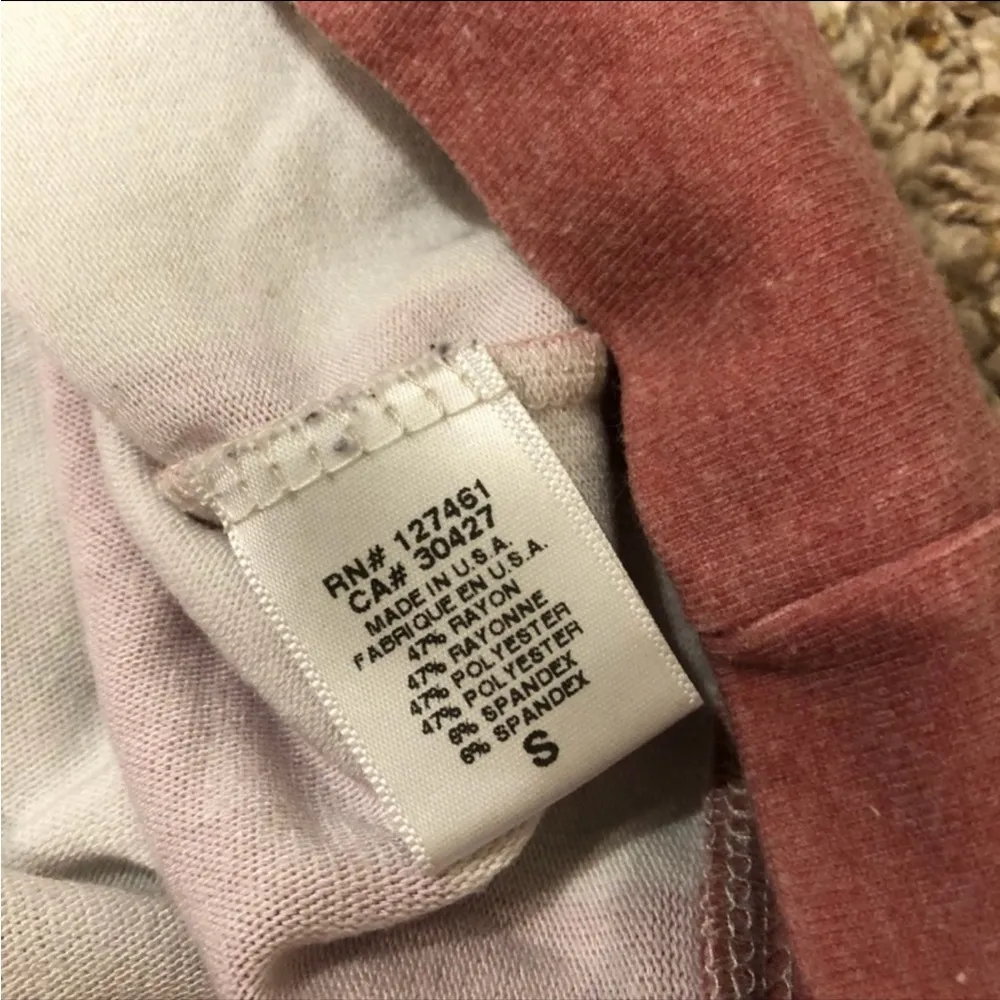 RN# 127461
CA# 30427
MADE IN U.S.A.
FABRIQUE EN U.S.A.
47% RAYON
47% RAYONNE
47% POLYESTER
47% POLYESTER
6% SPANDEX
6% SPANDEX
S